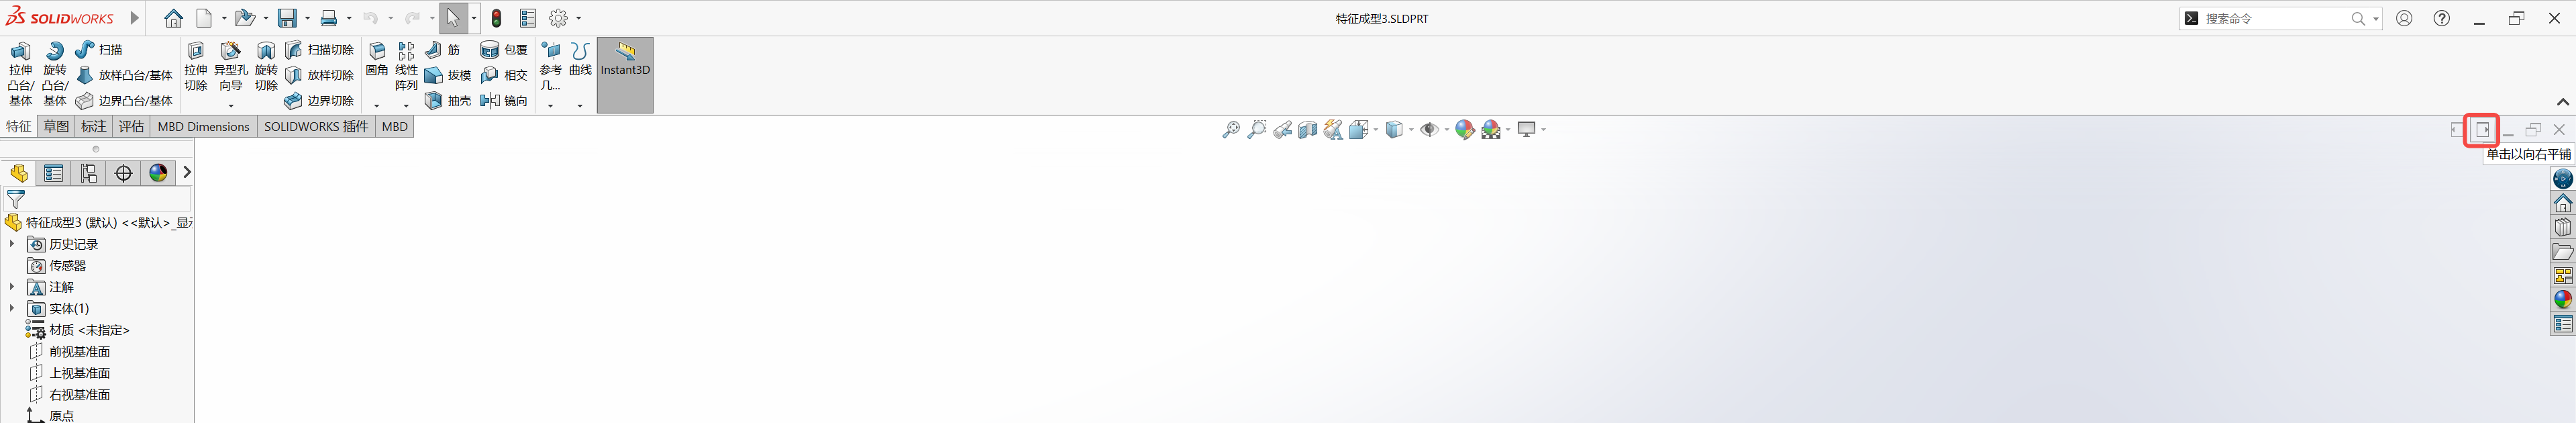 SOLIDWORKS
特征成型3.SLDPRT
搜索命令
拉伸凸台/基体
旋转凸台/基体
扫描
放样凸台/基体
边界凸台/基体
拉伸切除
异型孔向导
旋转切除
扫描切除
放样切除
边界切除
圆角
线性阵列
筋
拔模
抽壳
包覆
相交
镜向
参考几...
曲线
Instant3D
特征 草图 标注 评估 MBD Dimensions SOLIDWORKS 插件 MBD
单击以向右平铺
特征成型3 (默认) <<默认>_显
历史记录
传感器
注解
实体(1)
材质 <未指定>
前视基准面
上视基准面
右视基准面
原点